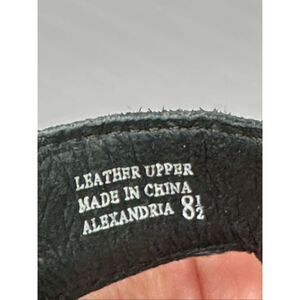 LEATHER UPPER
MADE IN CHINA
ALEXANDRIA 8½